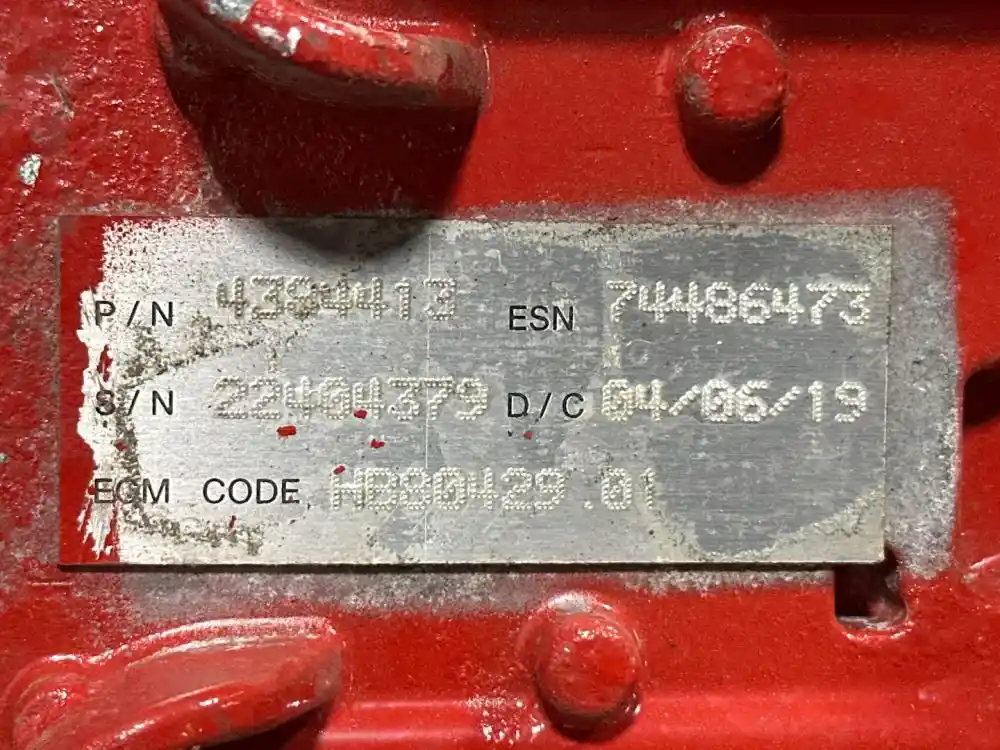 P/N 4384413 ESN 74486473
S/N 22404379 D/C 04/06/19
ECM CODE HB80429.01